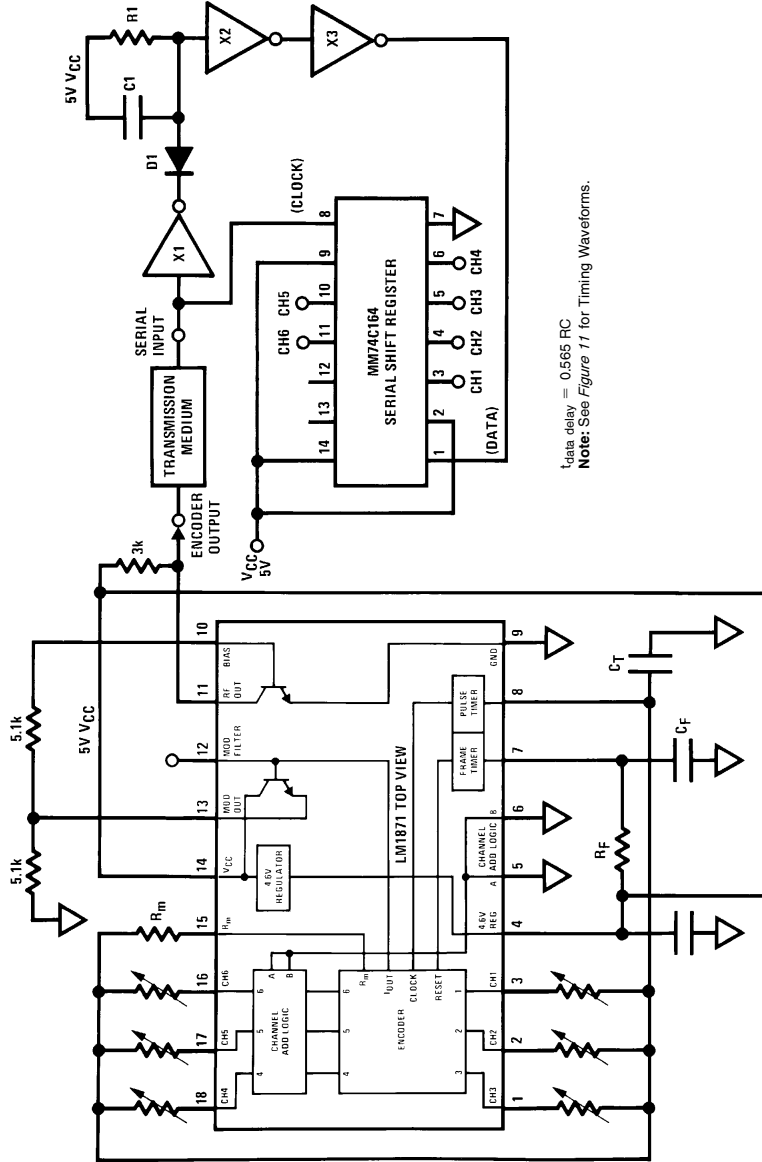 5.1k
5.1k
5V VCC
Rm
18
17
16
15
14
13
12
11
10
CH4
CH5
CH6
Rm
VCC
MOD OUT
MOD FILTER
RF OUT
BIAS
4
5
6
A
B
CHANNEL ADD LOGIC
4.6V REGULATOR
4
5
6
Rm
IOUT
CLOCK
RESET
ENCODER
3
2
1
LM1871 TOP VIEW
FRAME TIMER
PULSE TIMER
CH3
CH2
CH1
4.6V REG
A
CHANNEL ADD LOGIC
B
GND
1
2
3
4
5
6
7
8
9
RF
CF
CT
3k
ENCODER OUTPUT
TRANSMISSION MEDIUM
SERIAL INPUT
X1
D1
5V VCC
C1
R1
X2
X3
(CLOCK)
VCC
5V
CH6
CH5
14
13
12
11
10
9
8
MM74C164
SERIAL SHIFT REGISTER
1
2
3
4
5
6
7
(DATA)
CH1
CH2
CH3
CH4
tdata delay = 0.565 RC
Note: See Figure 11 for Timing Waveforms.